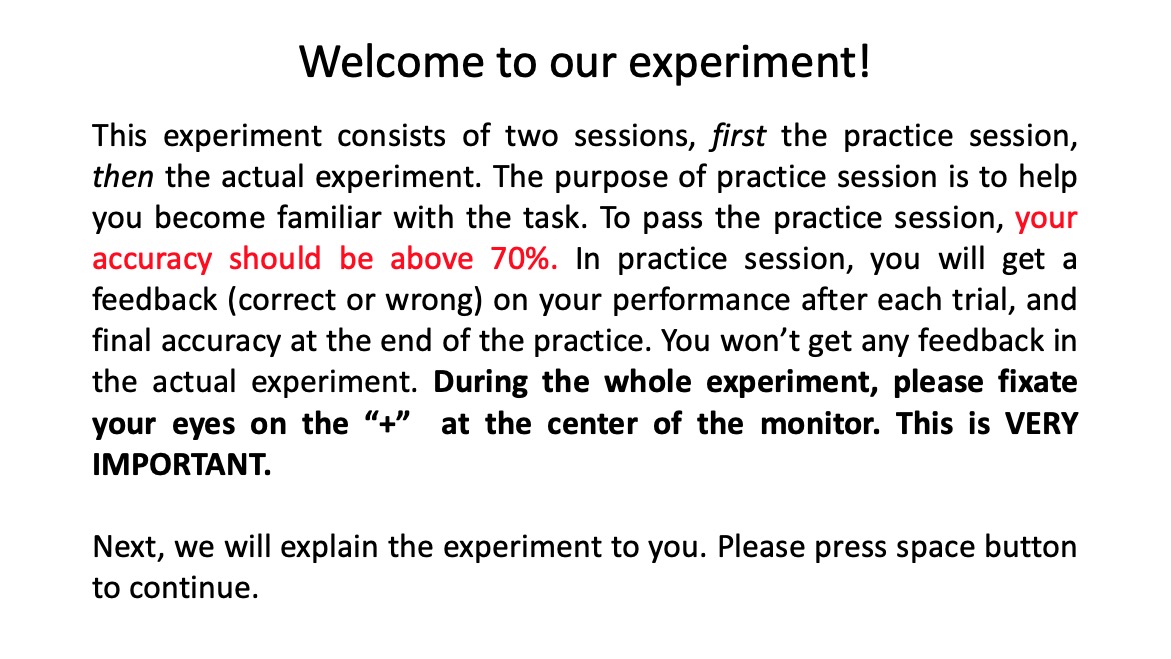 Welcome to our experiment!
This experiment consists of two sessions, first the practice session,
then the actual experiment. The purpose of practice session is to help
you become familiar with the task. To pass the practice session, your
accuracy should be above 70%. In practice session, you will get a
feedback (correct or wrong) on your performance after each trial, and
final accuracy at the end of the practice. You won’t get any feedback in
the actual experiment. During the whole experiment, please fixate
your eyes on the “+”  at the center of the monitor. This is VERY
IMPORTANT.
Next, we will explain the experiment to you. Please press space button
to continue.